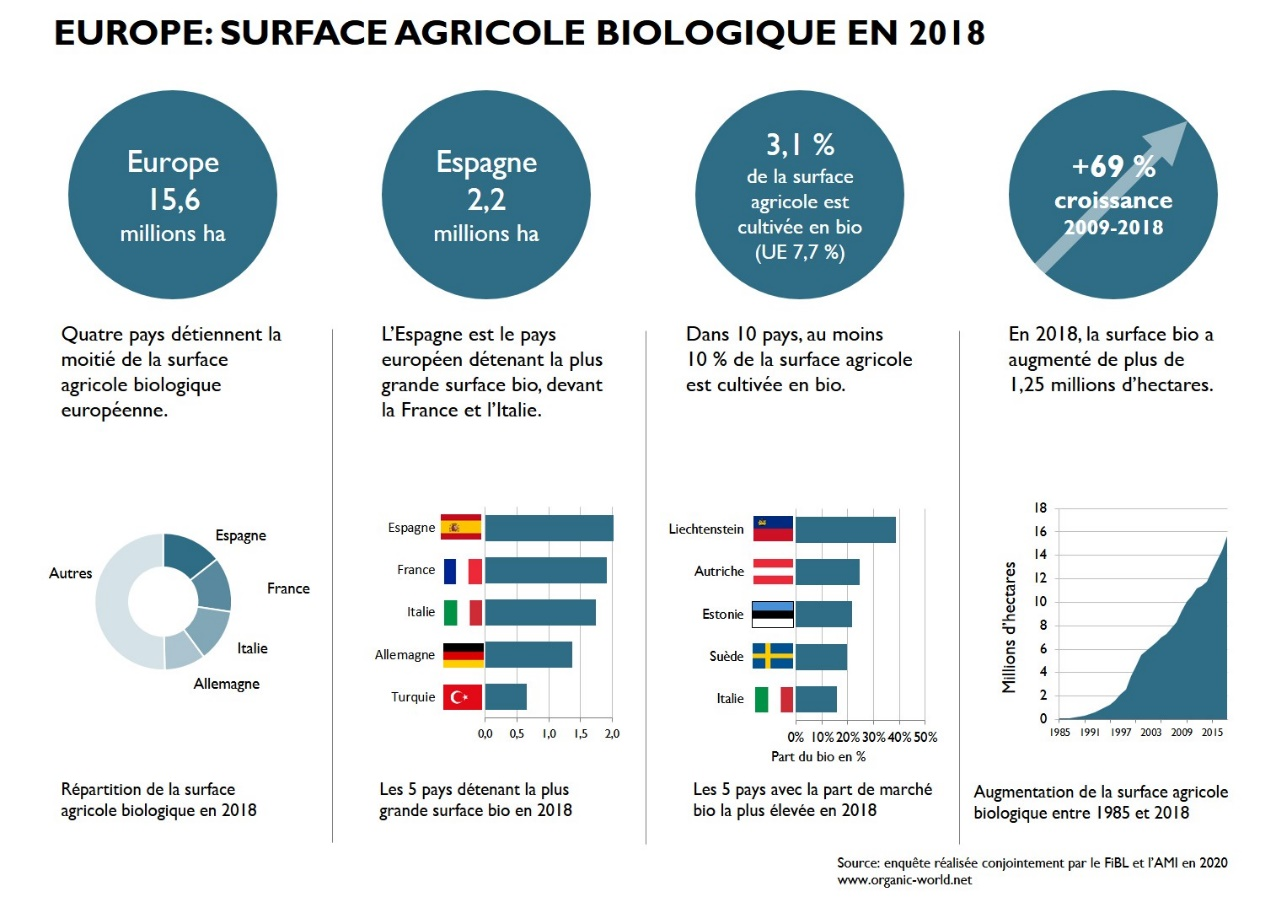 EUROPE: SURFACE AGRICOLE BIOLOGIQUE EN 2018
Europe
15,6
millions ha
Espagne
2,2
millions ha
3,1 %
de la surface
agricole est
cultivée en bio
(UE 7,7 %)
+69 %
croissance
2009-2018
Quatre pays détiennent la
moitié de la surface
agricole biologique
européenne.
L'Espagne est le pays
européen détenant la plus
grande surface bio, devant
la France et l'Italie.
Dans 10 pays, au moins
10 % de la surface agricole
est cultivée en bio.
En 2018, la surface bio a
augmenté de plus de
1,25 millions d'hectares.
Espagne
Autres
France
Italie
Allemagne
Espagne
France
Italie
Allemagne
Turquie
0,0 0,5 1,0 1,5 2,0
Liechtenstein
Autriche
Estonie
Suède
Italie
0% 10% 20% 30% 40% 50%
Part du bio en %
Millions d'hectares
18
16
14
12
10
8
6
4
2
0
1985 1991 1997 2003 2009 2015
Répartition de la surface
agricole biologique en 2018
Les 5 pays détenant la plus
grande surface bio en 2018
Les 5 pays avec la part de marché
bio la plus élevée en 2018
Augmentation de la surface agricole
biologique entre 1985 et 2018
Source: enquête réalisée conjointement par le FiBL et l'AMI en 2020
www.organic-world.net